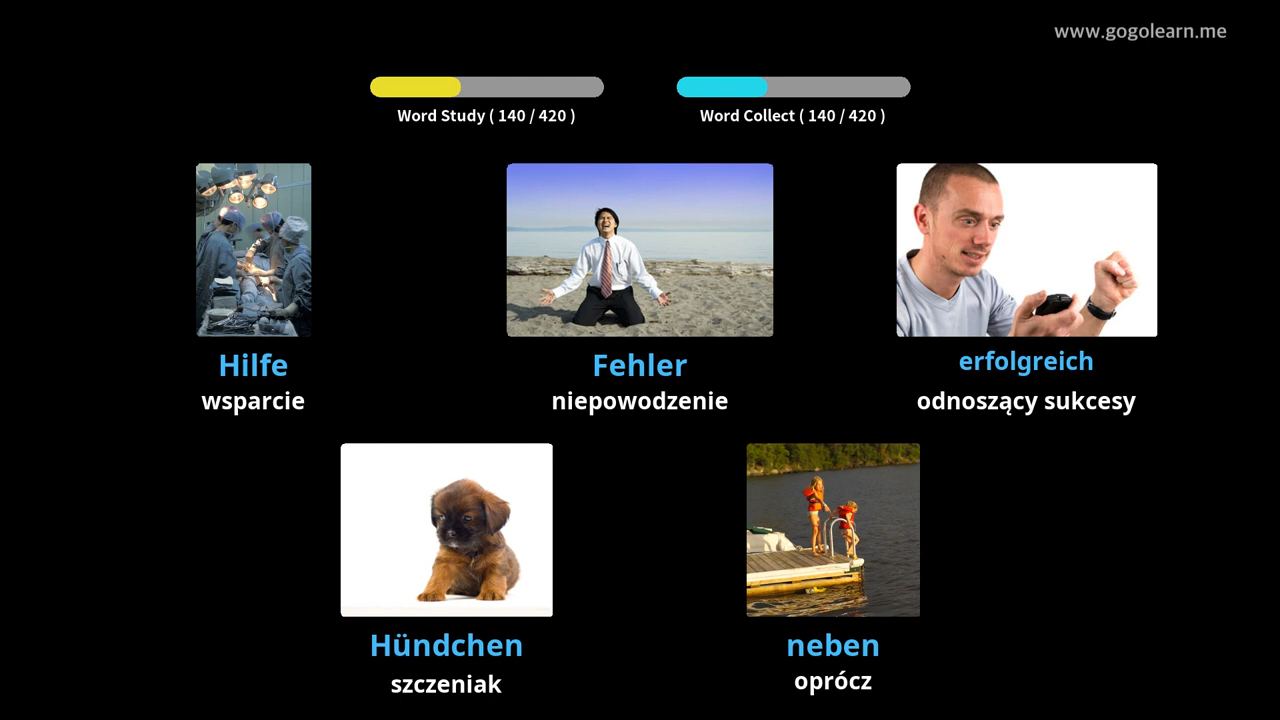 www.gogolearn.me
Word Study ( 140 / 420 )
Word Collect ( 140 / 420 )
Hilfe
wsparcie
Fehler
niepowodzenie
erfolgreich
odnoszący sukcesy
Hündchen
szczeniak
neben
oprócz